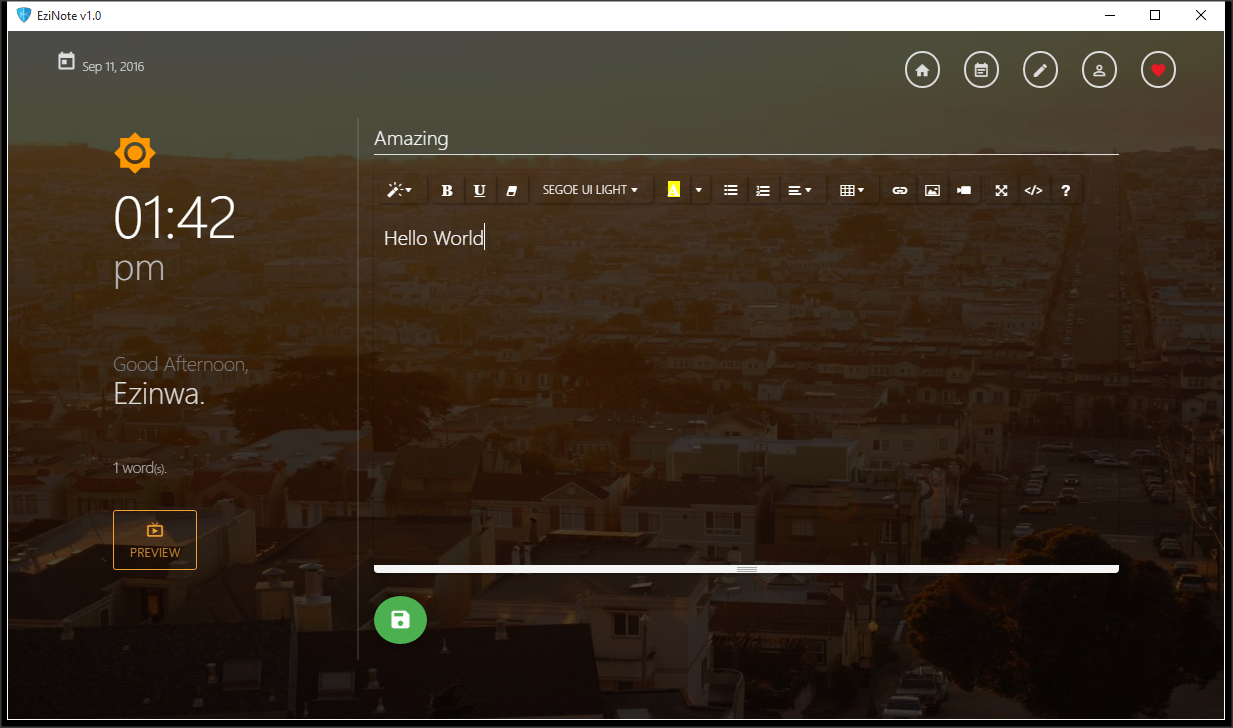 EziNote v1.0
Sep 11, 2016
01:42
pm
Good Afternoon,
Ezinwa.
1 word(s).
PREVIEW
Amazing
B U SEGOE UI LIGHT A </> ?
Hello World